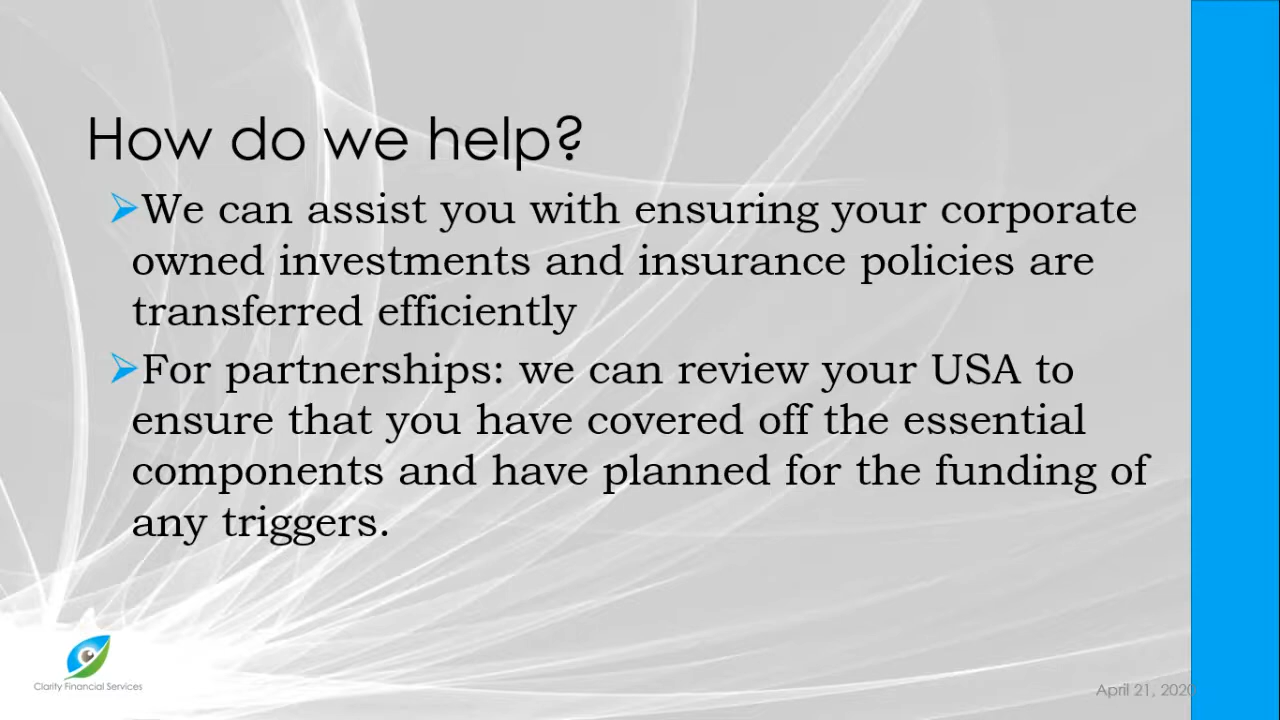 How do we help?
➢We can assist you with ensuring your corporate
owned investments and insurance policies are
transferred efficiently
➢For partnerships: we can review your USA to
ensure that you have covered off the essential
components and have planned for the funding of
any triggers.
Clarity Financial Services
April 21, 2020